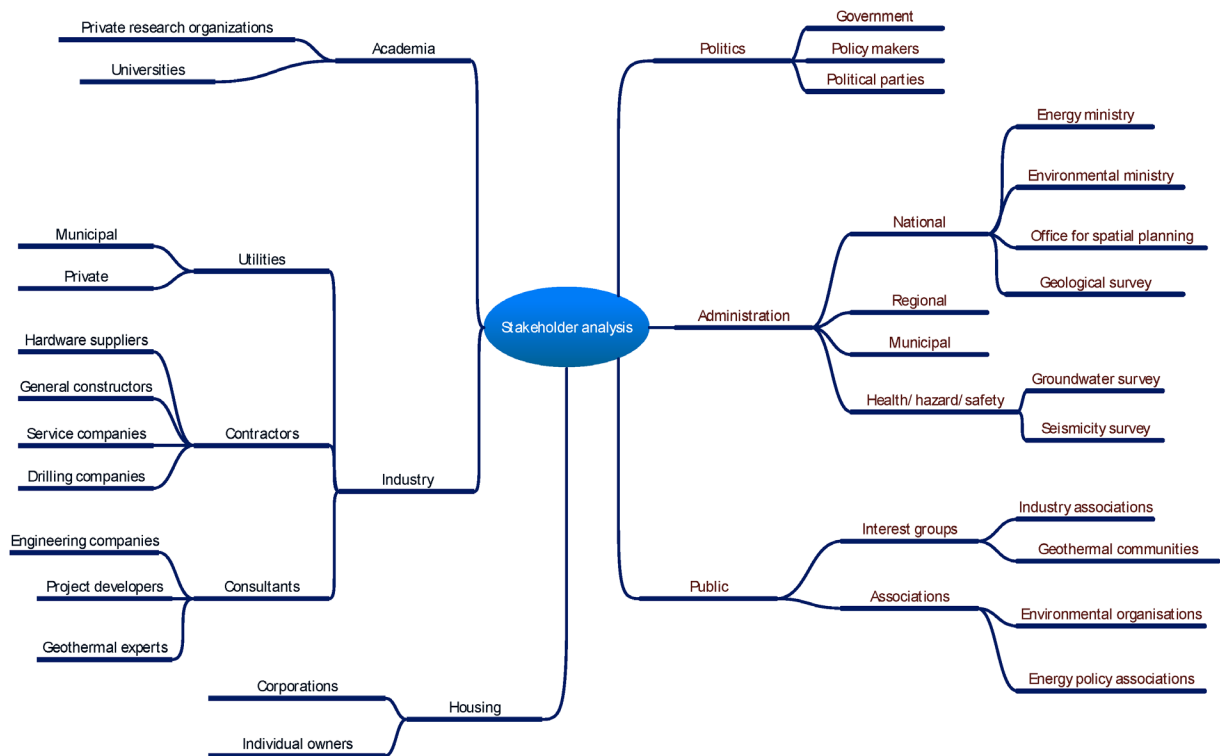 Stakeholder analysis
Academia
Private research organizations
Universities
Industry
Utilities
Municipal
Private
Contractors
Hardware suppliers
General constructors
Service companies
Drilling companies
Consultants
Engineering companies
Project developers
Geothermal experts
Housing
Corporations
Individual owners
Politics
Government
Policy makers
Political parties
Administration
National
Energy ministry
Environmental ministry
Office for spatial planning
Geological survey
Regional
Municipal
Health/ hazard/ safety
Groundwater survey
Seismicity survey
Public
Interest groups
Industry associations
Geothermal communities
Associations
Environmental organisations
Energy policy associations